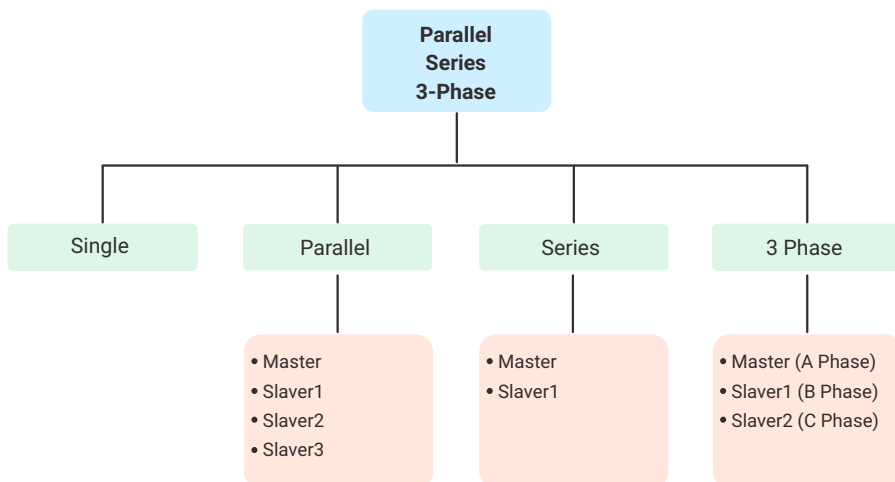 Parallel
Series
3-Phase
Single
Parallel
Series
3 Phase
• Master
• Slaver1
• Slaver2
• Slaver3
• Master
• Slaver1
• Master (A Phase)
• Slaver1 (B Phase)
• Slaver2 (C Phase)